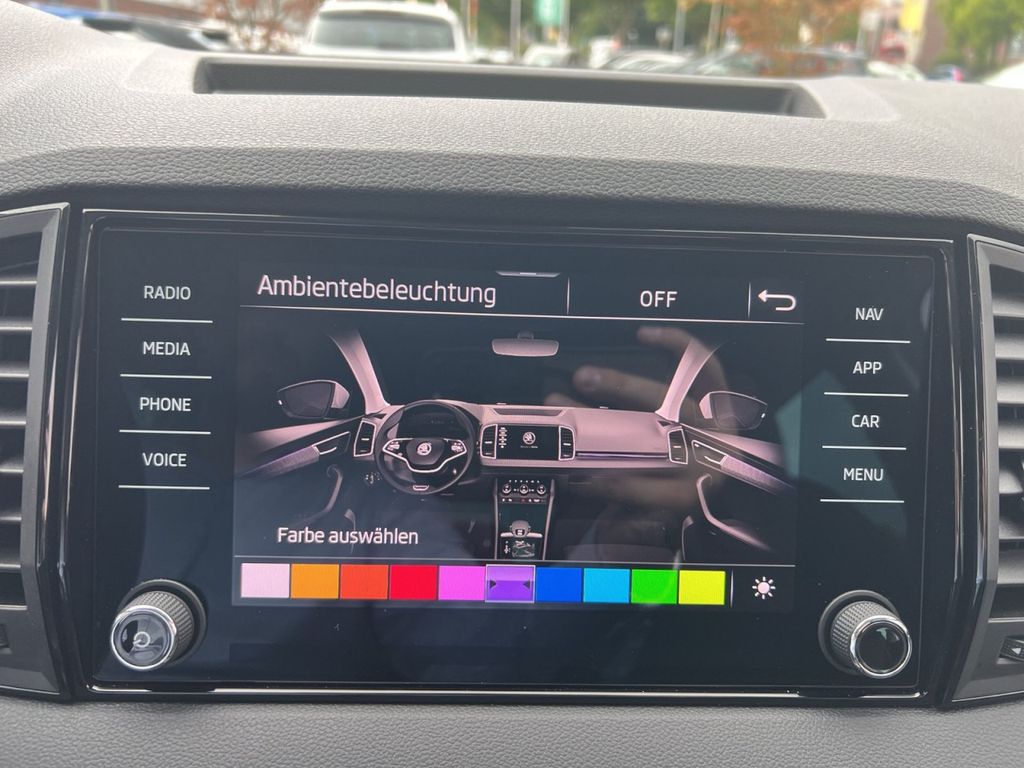 RADIO
MEDIA
PHONE
VOICE
Ambientebeleuchtung
OFF
Farbe auswählen
NAV
APP
CAR
MENU